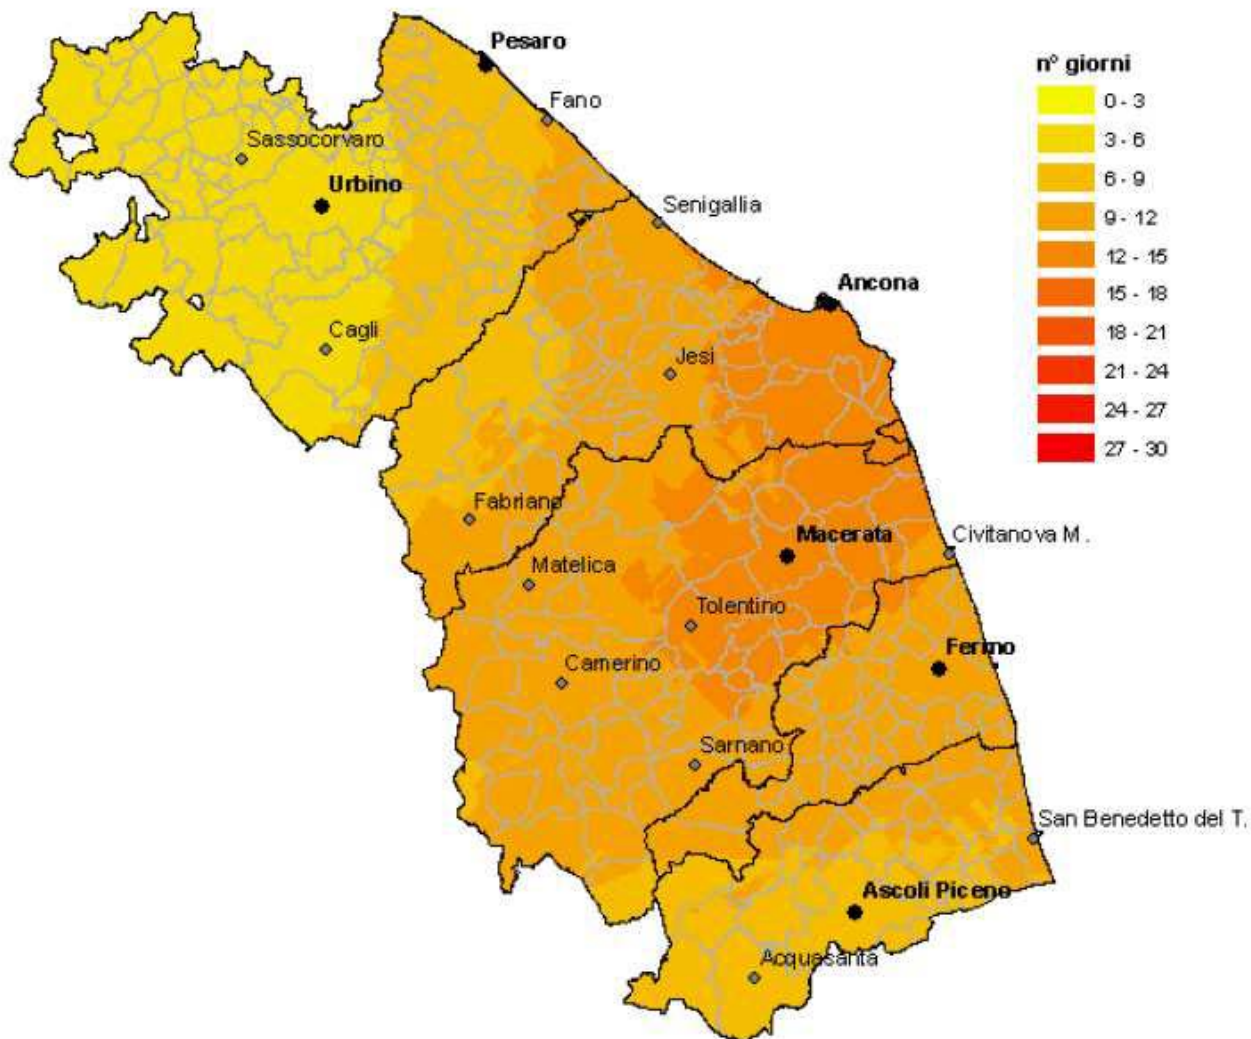 Pesaro
n° giorni
0 - 3
3 - 6
6 - 9
9 - 12
12 - 15
15 - 18
18 - 21
21 - 24
24 - 27
27 - 30
Fano
Sassocorvaro
Urbino
Senigallia
Ancona
Cagli
Jesi
Fabriano
Macerata
Civitanova M.
Matelica
Tolentino
Camerino
Fermo
Sarnano
San Benedetto del T.
Ascoli Piceno
Acquasanta